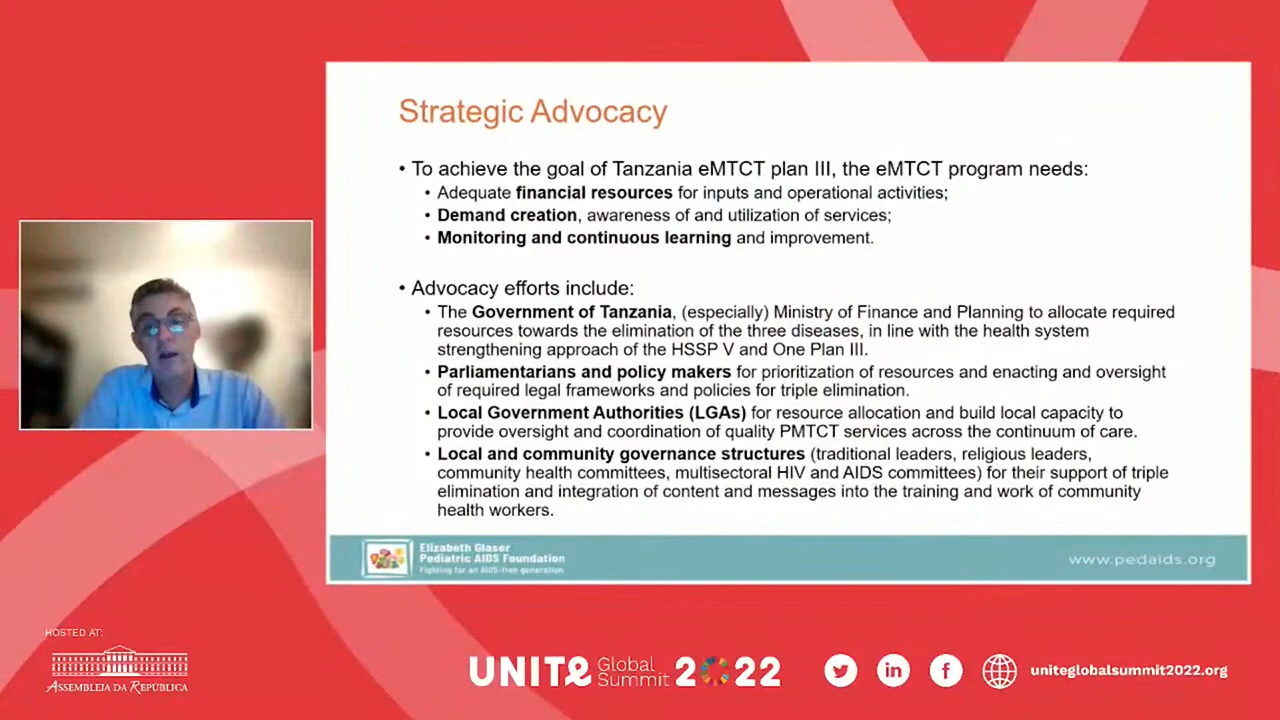 Strategic Advocacy
• To achieve the goal of Tanzania eMTCT plan III, the eMTCT program needs:
• Adequate financial resources for inputs and operational activities;
• Demand creation, awareness of and utilization of services;
• Monitoring and continuous learning and improvement.
• Advocacy efforts include:
• The Government of Tanzania, (especially) Ministry of Finance and Planning to allocate required
resources towards the elimination of the three diseases, in line with the health system
strengthening approach of the HSSP V and One Plan III.
• Parliamentarians and policy makers for prioritization of resources and enacting and oversight
of required legal frameworks and policies for triple elimination.
• Local Government Authorities (LGAs) for resource allocation and build local capacity to
provide oversight and coordination of quality PMTCT services across the continuum of care.
• Local and community governance structures (traditional leaders, religious leaders,
community health committees, multisectoral HIV and AIDS committees) for their support of triple
elimination and integration of content and messages into the training and work of community
health workers.
Elizabeth Glaser
Pediatric AIDS Foundation
Fighting for an AIDS-free generation
www.pedaids.org
HOSTED AT:
ASSEMBLEIA DA REPÚBLICA
UNITE Global Summit 2022
uniteglobalsummit2022.org